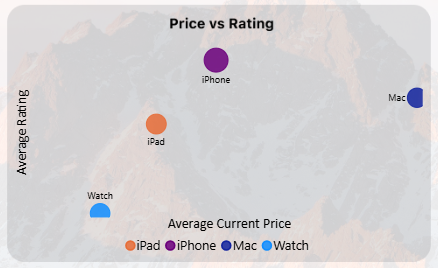 Price vs Rating
iPhone
Mac
Average Rating
iPad
Watch
Average Current Price
iPad iPhone Mac Watch